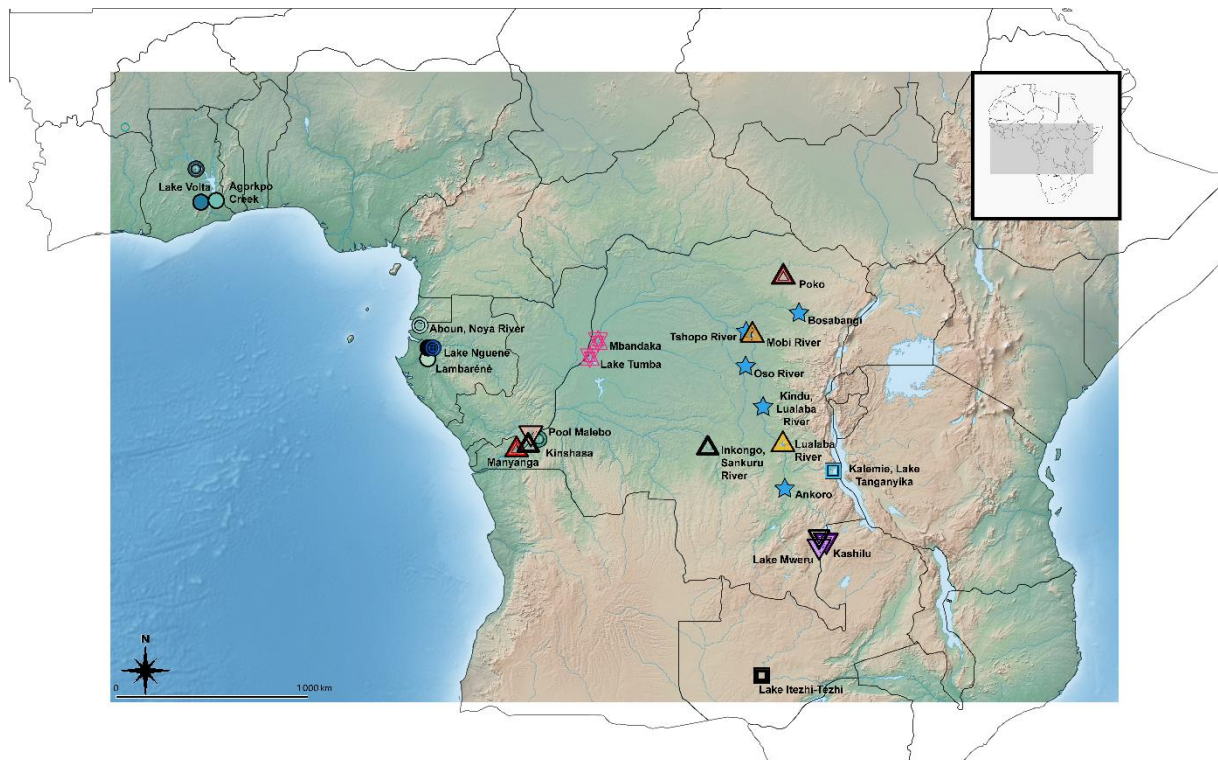 Lake Volta
Agorkpo
Creek
Poko
Bosabangi
Aboun, Noya River
Tshopo River
Mobi River
Mbandaka
Lake Nguene
Lake Tumba
Lambaréné
Oso River
Kindu,
Lualaba
River
Pool Malebo
Kinshasa
Manyanga
Inkongo,
Sankuru
River
Lualaba
River
Kalemie, Lake
Tanganyika
Ankoro
Lake Mweru
Kashilu
N
0
1000 km
Lake Itezhi-Tezhi